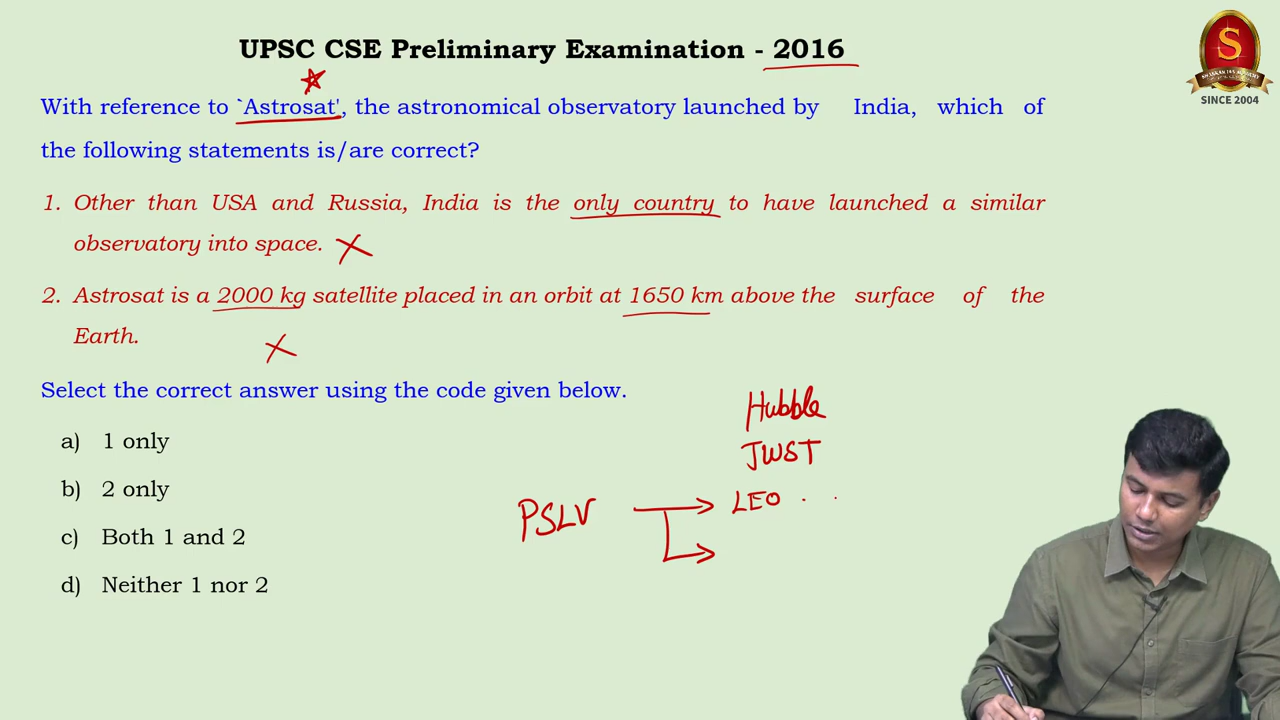 UPSC CSE Preliminary Examination - 2016
SINCE 2004
With reference to `Astrosat', the astronomical observatory launched by India, which of
the following statements is/are correct?
1. Other than USA and Russia, India is the only country to have launched a similar
observatory into space.
2. Astrosat is a 2000 kg satellite placed in an orbit at 1650 km above the surface of the
Earth.
Select the correct answer using the code given below.
a) 1 only
b) 2 only
c) Both 1 and 2
d) Neither 1 nor 2
Hubble
JWST
PSLV
LEO